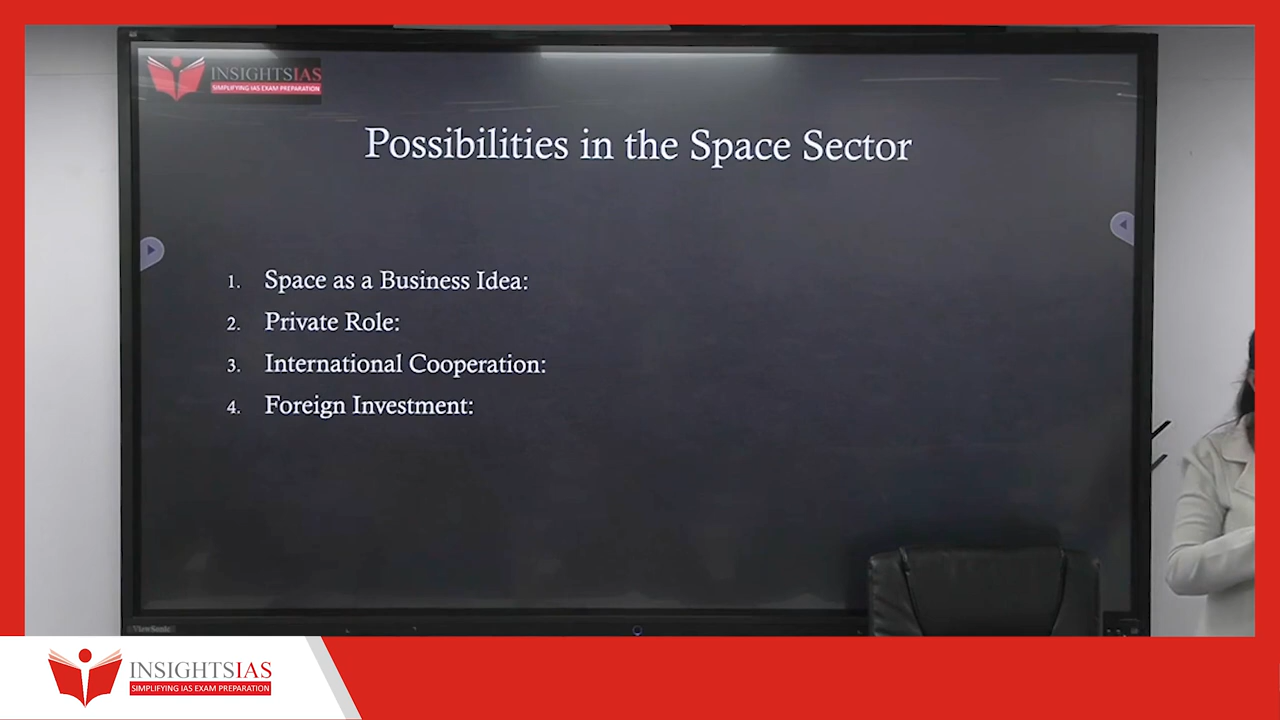 INSIGHTSIAS
SIMPLIFYING IAS EXAM PREPARATION
Possibilities in the Space Sector
1. Space as a Business Idea:
2. Private Role:
3. International Cooperation:
4. Foreign Investment:
ViewSonic
INSIGHTSIAS
SIMPLIFYING IAS EXAM PREPARATION